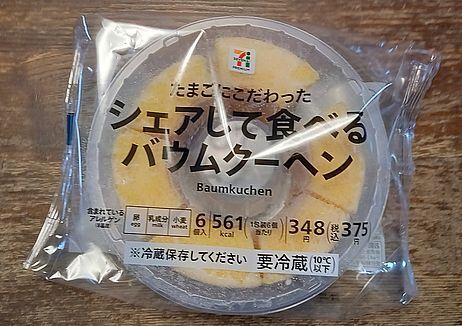 たまごにこだわった
シェアして食べる
バウムクーヘン
Baumkuchen
含まれている
アレルゲン
卵 egg 乳成分 milk 小麦 wheat 6個入 561kcal 1包装6個当たり 348円 税込375円
※冷蔵保存してください 要冷蔵(10℃以下)